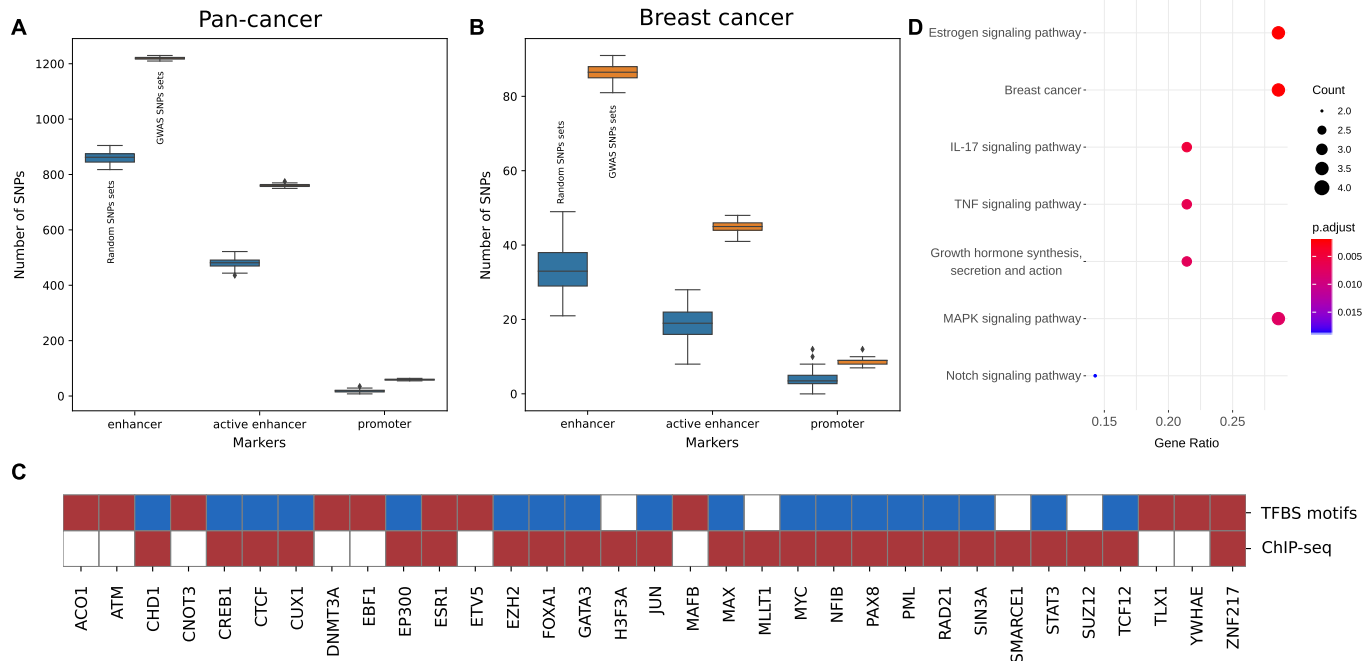 A
Pan-cancer
Number of SNPs
1200
1000
800
600
400
200
0
GWAS SNPs sets
Random SNPs sets
enhancer
active enhancer
promoter
Markers
B
Breast cancer
Number of SNPs
80
60
40
20
0
Random SNPs sets
GWAS SNPs sets
enhancer
active enhancer
promoter
Markers
D
Estrogen signaling pathway
Breast cancer
IL-17 signaling pathway
TNF signaling pathway
Growth hormone synthesis,
secretion and action
MAPK signaling pathway
Notch signaling pathway
0.15
0.20
0.25
Gene Ratio
Count
2.0
2.5
3.0
3.5
4.0
p.adjust
0.005
0.010
0.015
C
TFBS motifs
ChIP-seq
ACO1
ATM
CHD1
CNOT3
CREB1
CTCF
CUX1
DNMT3A
EBF1
EP300
ESR1
ETV5
EZH2
FOXA1
GATA3
H3F3A
JUN
MAFB
MAX
MLLT1
MYC
NFIB
PAX8
PML
RAD21
SIN3A
SMARCE1
STAT3
SUZ12
TCF12
TLX1
YWHAE
ZNF217